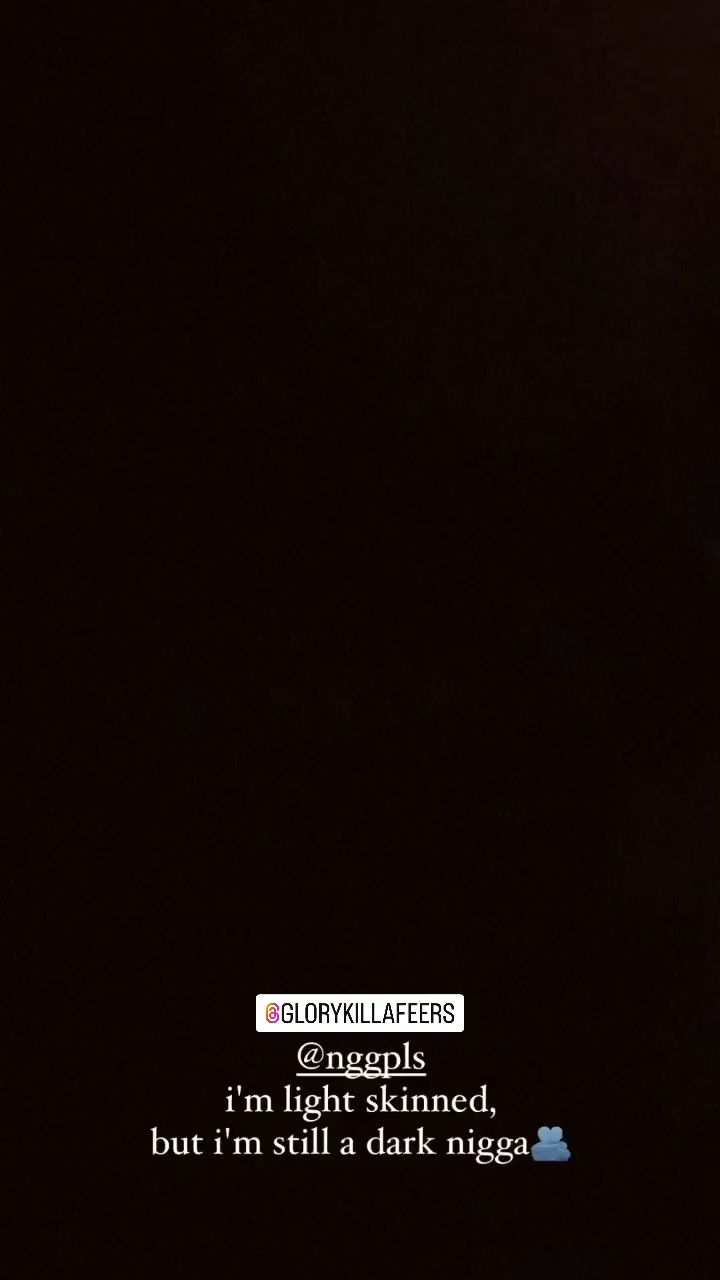 @GLORYKILLAFEERS
@nggpls
i'm light skinned,
but i'm still a dark nigga🫂